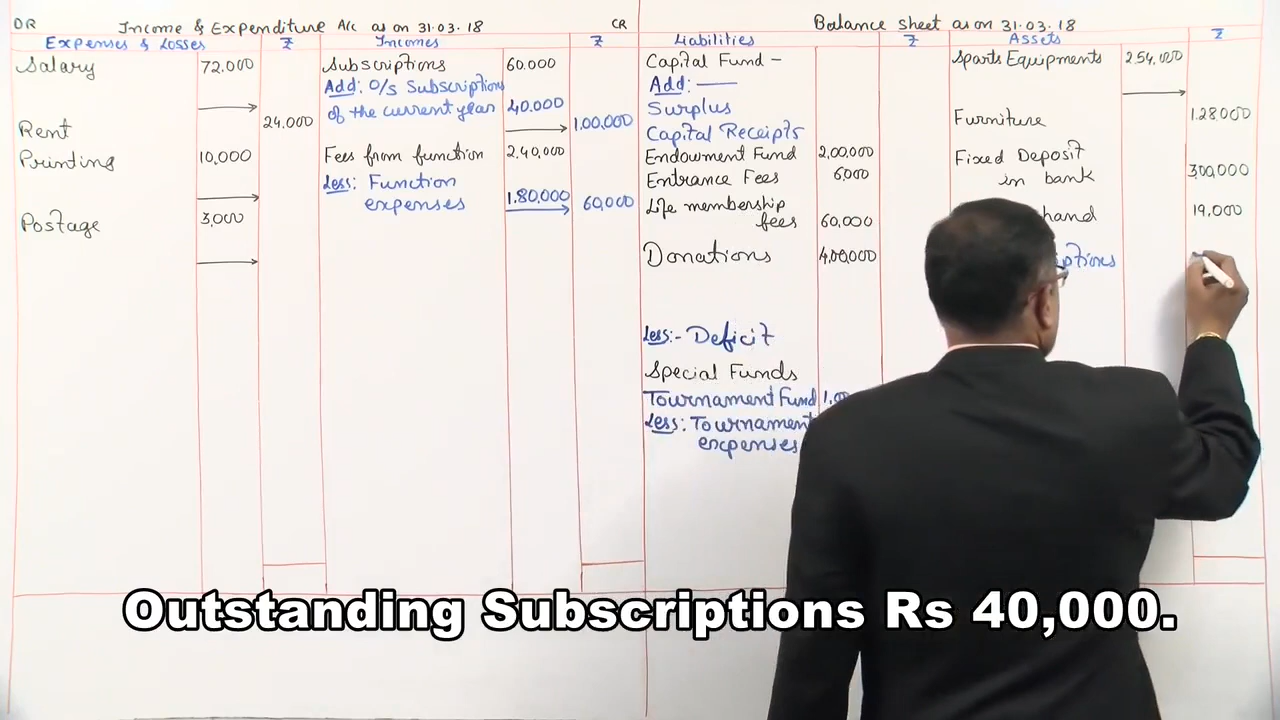 DR Income & Expenditure A/c as on 31.03.18 CR
Expenses & Losses ₹ Incomes ₹
Salary 72,000 Subscriptions 60.000
Add: O/s Subscriptions
of the current year 40.000
Rent 24.000 1,00,000
Printing 10,000 Fees from function 2,40,000
Less: Function
expenses 1.80,000 60,000
Postage 3,000
Balance sheet as on 31.03.18
Liabilities ₹ Assets ₹
Capital Fund – Sports Equipments 2.54,000
Add: —
Surplus Furniture 1.28000
Capital Receipts
Endowment Fund 2,00,000 Fixed Deposit
Entrance Fees 6,000 in bank 3,00,000
Life membership
fees 60,000 hand 19,000
Donations 4,00,000
Less:- Deficit
Special Funds
Tournament Fund
Less: Tournament
expenses
Outstanding Subscriptions Rs 40,000.